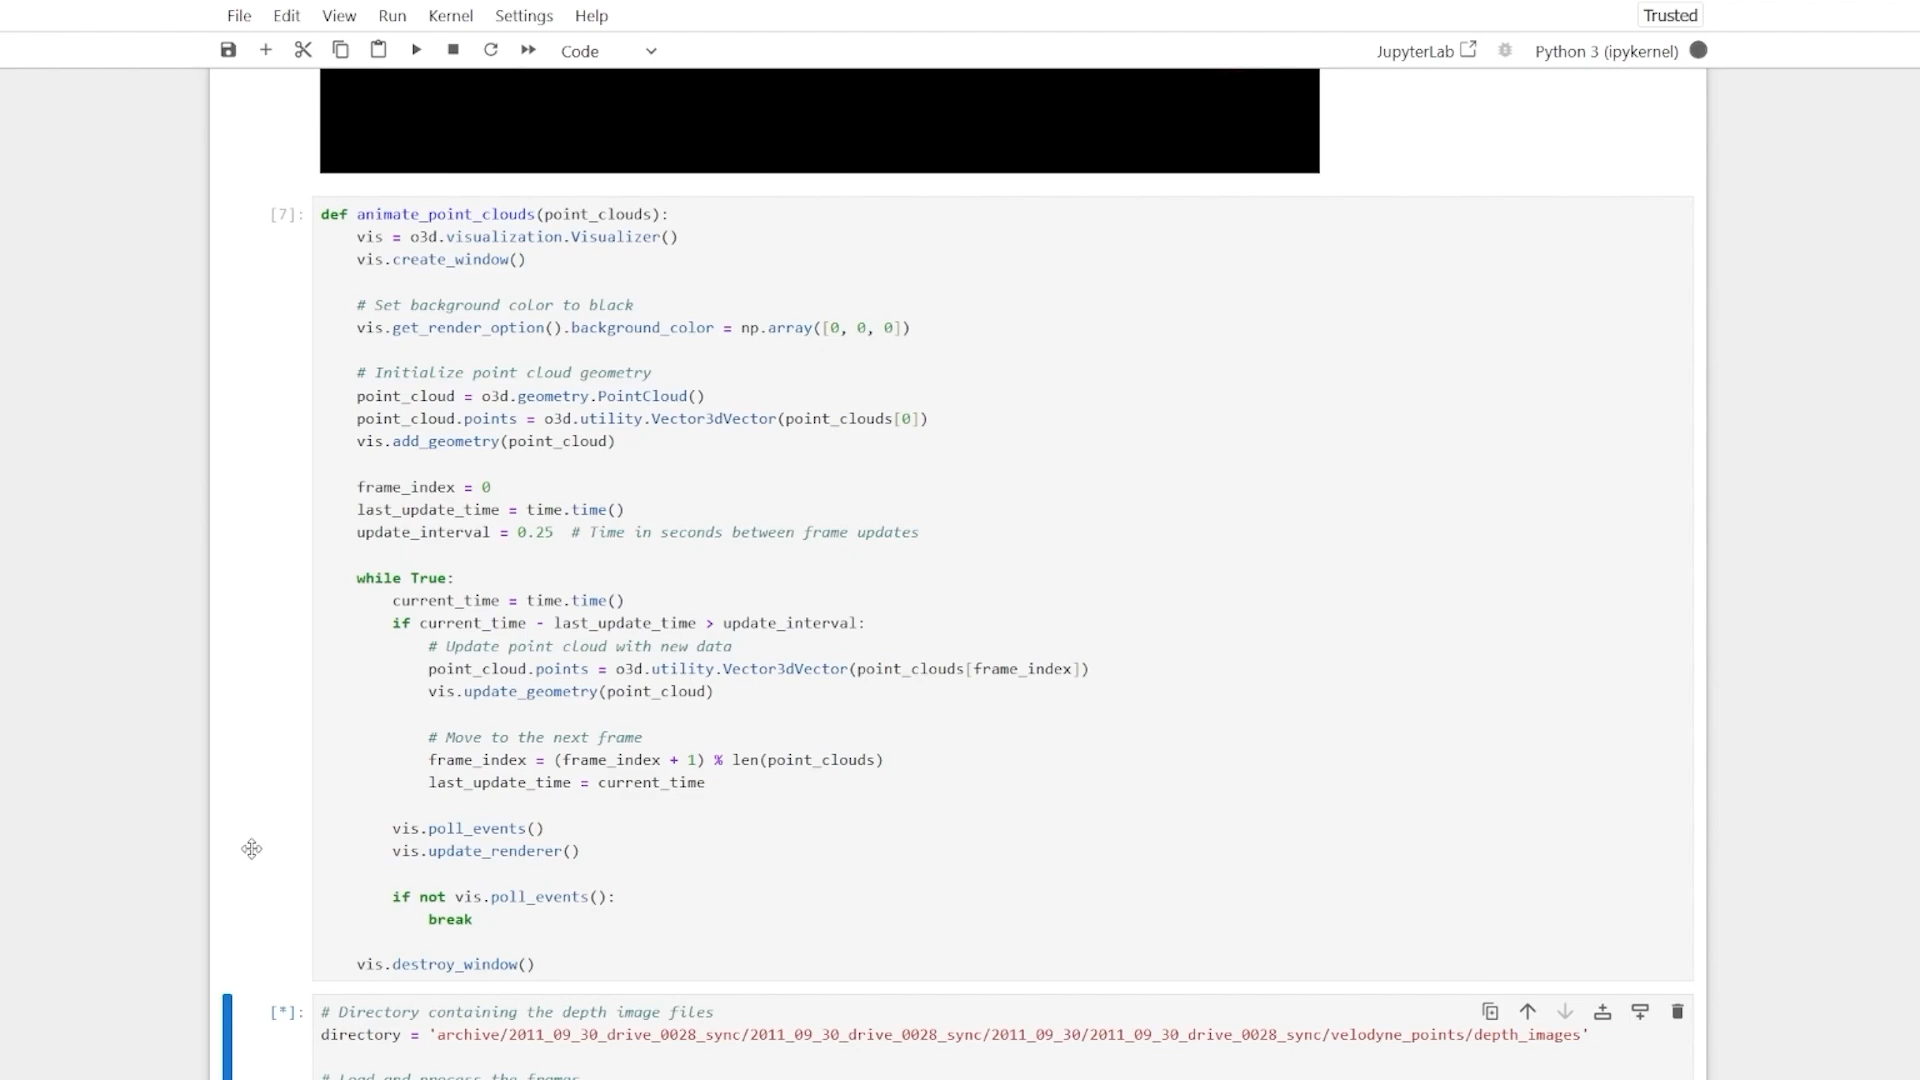 File Edit View Run Kernel Settings Help Trusted
Code JupyterLab Python 3 (ipykernel)
[7]: def animate_point_clouds(point_clouds):
    vis = o3d.visualization.Visualizer()
    vis.create_window()
    # Set background color to black
    vis.get_render_option().background_color = np.array([0, 0, 0])
    # Initialize point cloud geometry
    point_cloud = o3d.geometry.PointCloud()
    point_cloud.points = o3d.utility.Vector3dVector(point_clouds[0])
    vis.add_geometry(point_cloud)
    frame_index = 0
    last_update_time = time.time()
    update_interval = 0.25  # Time in seconds between frame updates
    while True:
        current_time = time.time()
        if current_time - last_update_time > update_interval:
            # Update point cloud with new data
            point_cloud.points = o3d.utility.Vector3dVector(point_clouds[frame_index])
            vis.update_geometry(point_cloud)
            # Move to the next frame
            frame_index = (frame_index + 1) % len(point_clouds)
            last_update_time = current_time
        vis.poll_events()
        vis.update_renderer()
        if not vis.poll_events():
            break
    vis.destroy_window()
[*]: # Directory containing the depth image files
directory = 'archive/2011_09_30_drive_0028_sync/2011_09_30_drive_0028_sync/2011_09_30/2011_09_30_drive_0028_sync/velodyne_points/depth_images'
# Load and process the frames